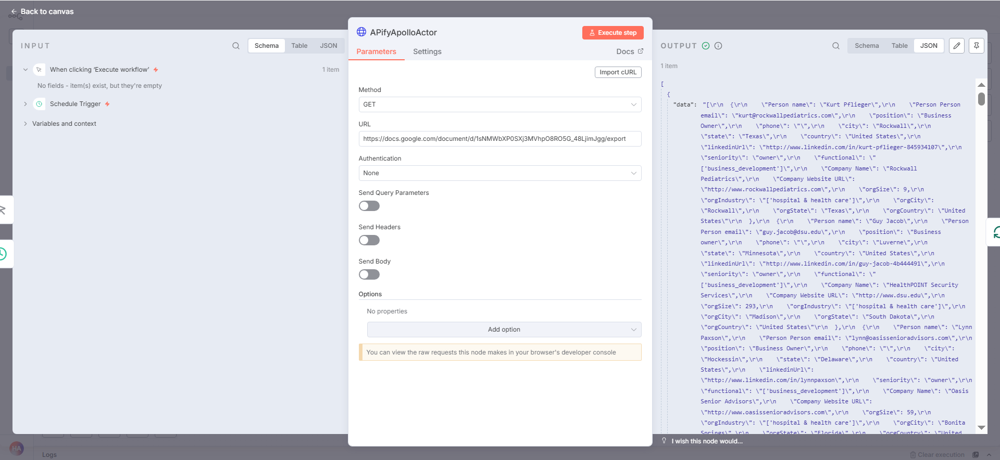 Back to canvas
INPUT
Schema
Table
JSON
When clicking ‘Execute workflow’
1 item
No fields - item(s) exist, but they're empty
Schedule Trigger
Variables and context
APifyApolloActor
Execute step
Parameters
Settings
Docs
Import cURL
Method
GET
URL
https://docs.google.com/document/d/1sNMWbXP0SXj3MVhpO8RO5G_48LjimJgg/export
Authentication
None
Send Query Parameters
Send Headers
Send Body
Options
No properties
Add option
You can view the raw requests this node makes in your browser's developer console
OUTPUT
Schema
Table
JSON
1 item
[
{
"data": "[\r\n  {\r\n    \"Person name\": \"Kurt Pflieger\",\r\n    \"Person Person
email\": \"kurt@rockwallpediatrics.com\",\r\n    \"position\": \"Business
Owner\",\r\n    \"phone\": \"\",\r\n    \"city\": \"Rockwall\",\r\n
\"state\": \"Texas\",\r\n    \"country\": \"United States\",\r\n
\"linkedinUrl\": \"http://www.linkedin.com/in/kurt-pflieger-845934107\",\r\n
\"seniority\": \"owner\",\r\n    \"functional\": \"
['business_development']\",\r\n    \"Company Name\": \"Rockwall
Pediatrics\",\r\n    \"Company Website URL\":
\"http://www.rockwallpediatrics.com\",\r\n    \"orgSize\": 9,\r\n
\"orgIndustry\": \"['hospital & health care']\",\r\n    \"orgCity\":
\"Rockwall\",\r\n    \"orgState\": \"Texas\",\r\n    \"orgCountry\": \"United
States\"\r\n  },\r\n  {\r\n    \"Person name\": \"Guy Jacob\",\r\n    \"Person
Person email\": \"guy.jacob@dsu.edu\",\r\n    \"position\": \"Business
owner\",\r\n    \"phone\": \"\",\r\n    \"city\": \"Luverne\",\r\n
\"state\": \"Minnesota\",\r\n    \"country\": \"United States\",\r\n
\"linkedinUrl\": \"http://www.linkedin.com/in/guy-jacob-4b444491\",\r\n
\"seniority\": \"owner\",\r\n    \"functional\": \"
['business_development']\",\r\n    \"Company Name\": \"HealthPOINT Security
Services\",\r\n    \"Company Website URL\": \"http://www.dsu.edu\",\r\n
\"orgSize\": 293,\r\n    \"orgIndustry\": \"['hospital & health care']\",\r\n
\"orgCity\": \"Madison\",\r\n    \"orgState\": \"South Dakota\",\r\n
\"orgCountry\": \"United States\"\r\n  },\r\n  {\r\n    \"Person name\": \"Lynn
Paxson\",\r\n    \"Person Person email\": \"lynn@oasissenioradvisors.com\",\r\n
\"position\": \"Business Owner\",\r\n    \"phone\": \"\",\r\n    \"city\":
\"Hockessin\",\r\n    \"state\": \"Delaware\",\r\n    \"country\": \"United
States\",\r\n    \"linkedinUrl\":
\"http://www.linkedin.com/in/lynnpaxson\",\r\n    \"seniority\": \"owner\",\r\n
\"functional\": \"['business_development']\",\r\n    \"Company Name\": \"Oasis
Senior Advisors\",\r\n    \"Company Website URL\":
\"http://www.oasissenioradvisors.com\",\r\n    \"orgSize\": 59,\r\n
\"orgIndustry\": \"['hospital & health care']\",\r\n    \"orgCity\": \"Bonita
Springs\",\r\n    \"orgState\": \"Florida\",\r\n    \"orgCountry\": \"United
I wish this node would...
HA
Logs
Clear execution